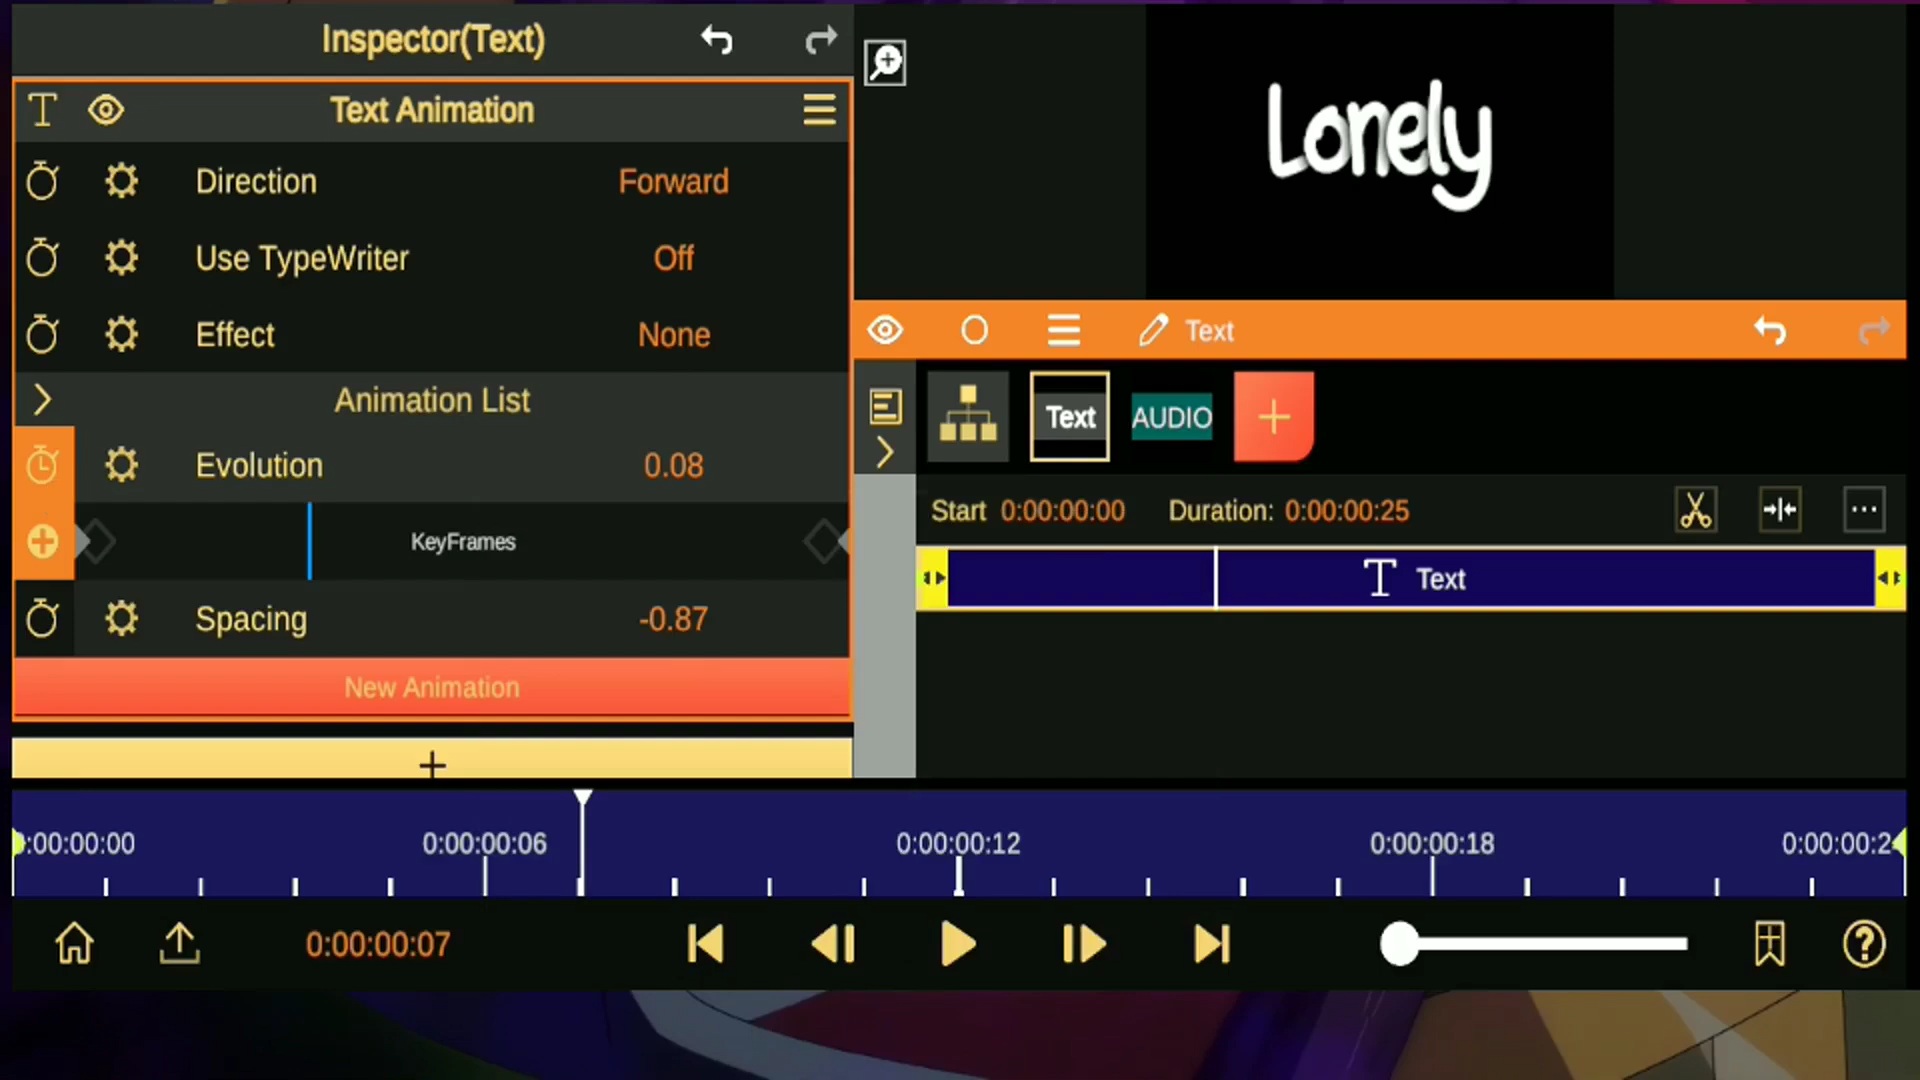 Inspector(Text)
Text Animation
Direction Forward
Use TypeWriter Off
Effect None
Animation List
Evolution 0.08
KeyFrames
Spacing -0.87
New Animation
Lonely
Text
Text AUDIO
Start 0:00:00:00 Duration: 0:00:00:25
Text
:00:00:00 0:00:00:06 0:00:00:12 0:00:00:18 0:00:00:2
0:00:00:07